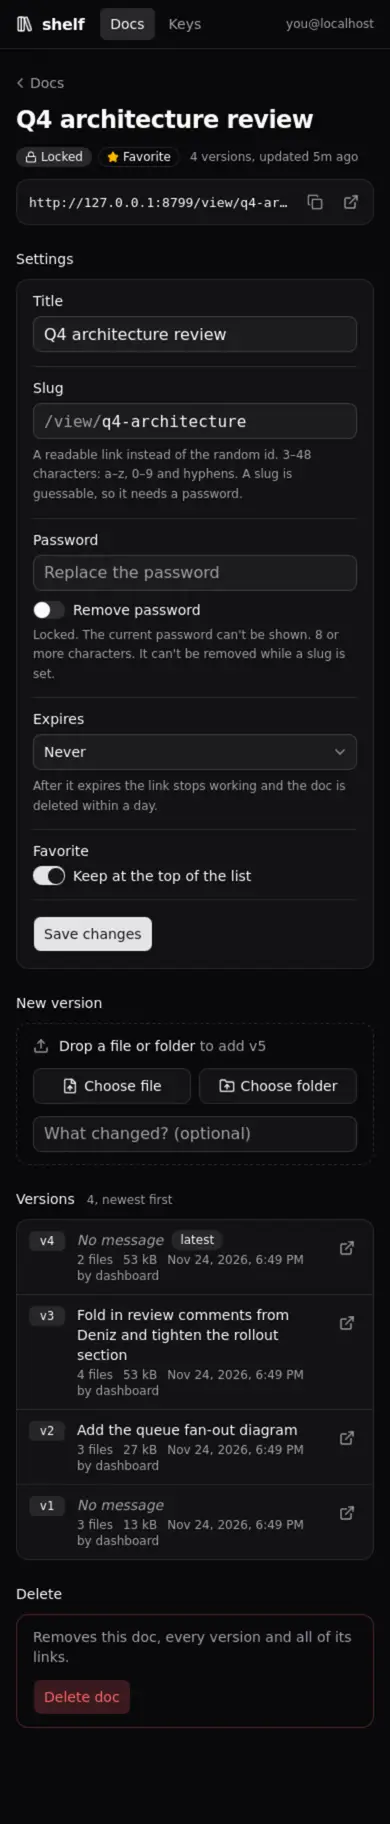 shelf Docs Keys you@localhost
Docs
Q4 architecture review
Locked Favorite 4 versions, updated 5m ago
http://127.0.0.1:8799/view/q4-ar…
Settings
Title
Q4 architecture review
Slug
/view/q4-architecture
A readable link instead of the random id. 3–48
characters: a–z, 0–9 and hyphens. A slug is
guessable, so it needs a password.
Password
Replace the password
Remove password
Locked. The current password can't be shown. 8 or
more characters. It can't be removed while a slug is
set.
Expires
Never
After it expires the link stops working and the doc is
deleted within a day.
Favorite
Keep at the top of the list
Save changes
New version
Drop a file or folder to add v5
Choose file Choose folder
What changed? (optional)
Versions 4, newest first
v4 No message latest
2 files 53 kB Nov 24, 2026, 6:49 PM
by dashboard
v3 Fold in review comments from
Deniz and tighten the rollout
section
4 files 53 kB Nov 24, 2026, 6:49 PM
by dashboard
v2 Add the queue fan-out diagram
3 files 27 kB Nov 24, 2026, 6:49 PM
by dashboard
v1 No message
3 files 13 kB Nov 24, 2026, 6:49 PM
by dashboard
Delete
Removes this doc, every version and all of its
links.
Delete doc